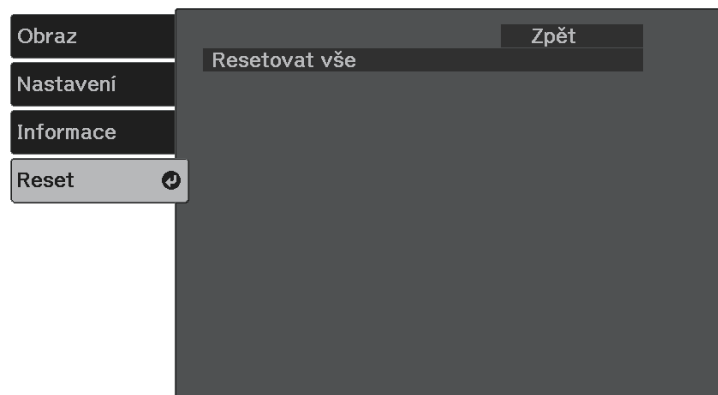 Obraz
Nastavení
Informace
Reset
Zpět
Resetovat vše